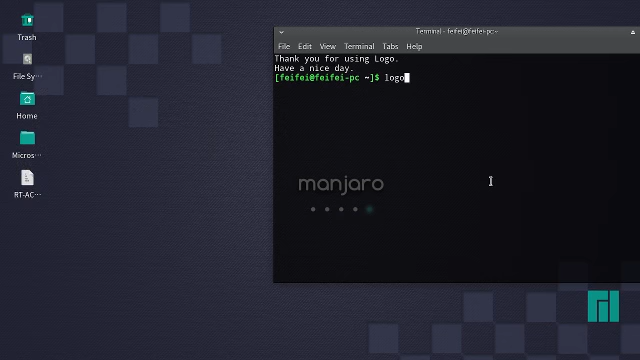 Trash
File Sy···
Home
Micros···
RT-AC···
Terminal - feifei@feifei-pc:~
File Edit View Terminal Tabs Help
Thank you for using Logo.
Have a nice day.
[feifei@feifei-pc ~]$ logo
manjaro